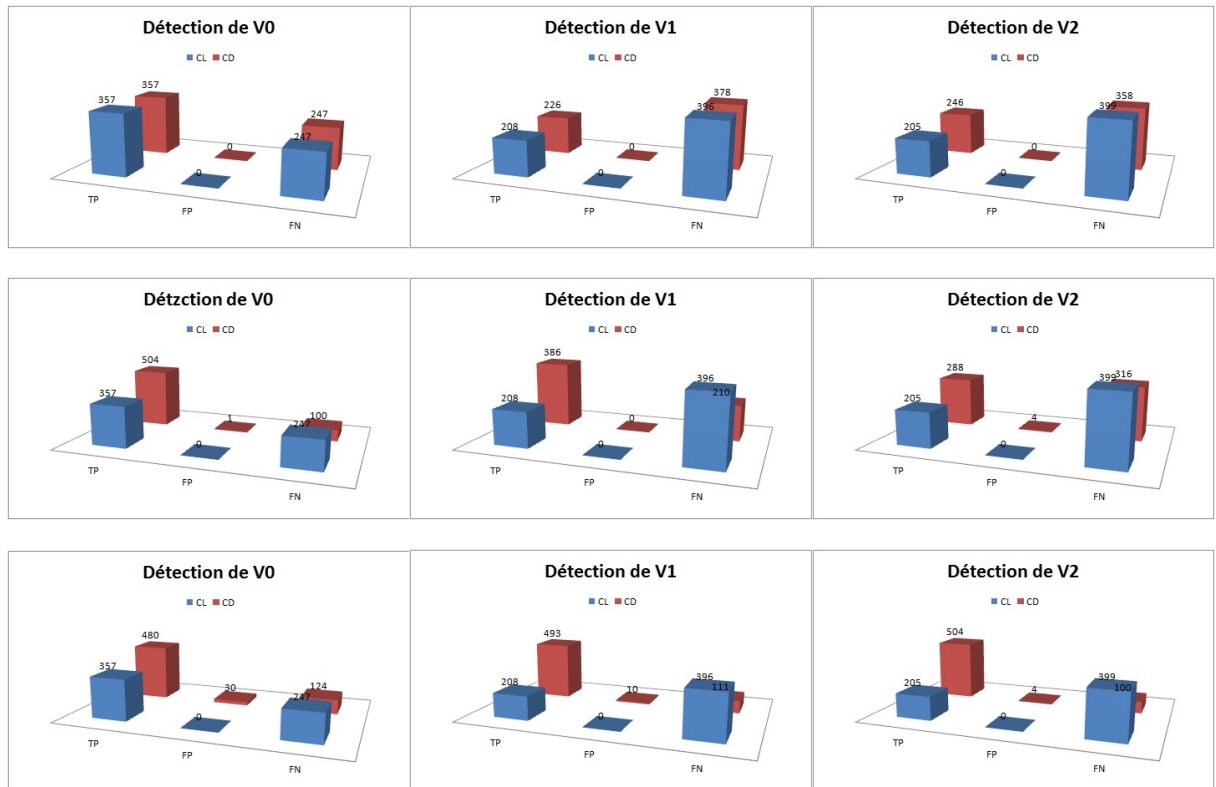 Détection de V0
CL CD
357
357
0
0
247
247
TP
FP
FN
Détection de V1
CL CD
208
226
0
0
396
378
TP
FP
FN
Détection de V2
CL CD
205
246
0
0
399
358
TP
FP
FN
Détzction de V0
CL CD
357
504
1
0
247
100
TP
FP
FN
Détection de V1
CL CD
208
386
0
0
396
210
TP
FP
FN
Détection de V2
CL CD
205
288
4
0
399
316
TP
FP
FN
Détection de V0
CL CD
357
480
30
0
247
124
TP
FP
FN
Détection de V1
CL CD
208
493
10
0
396
111
TP
FP
FN
Détection de V2
CL CD
205
504
4
0
399
100
TP
FP
FN